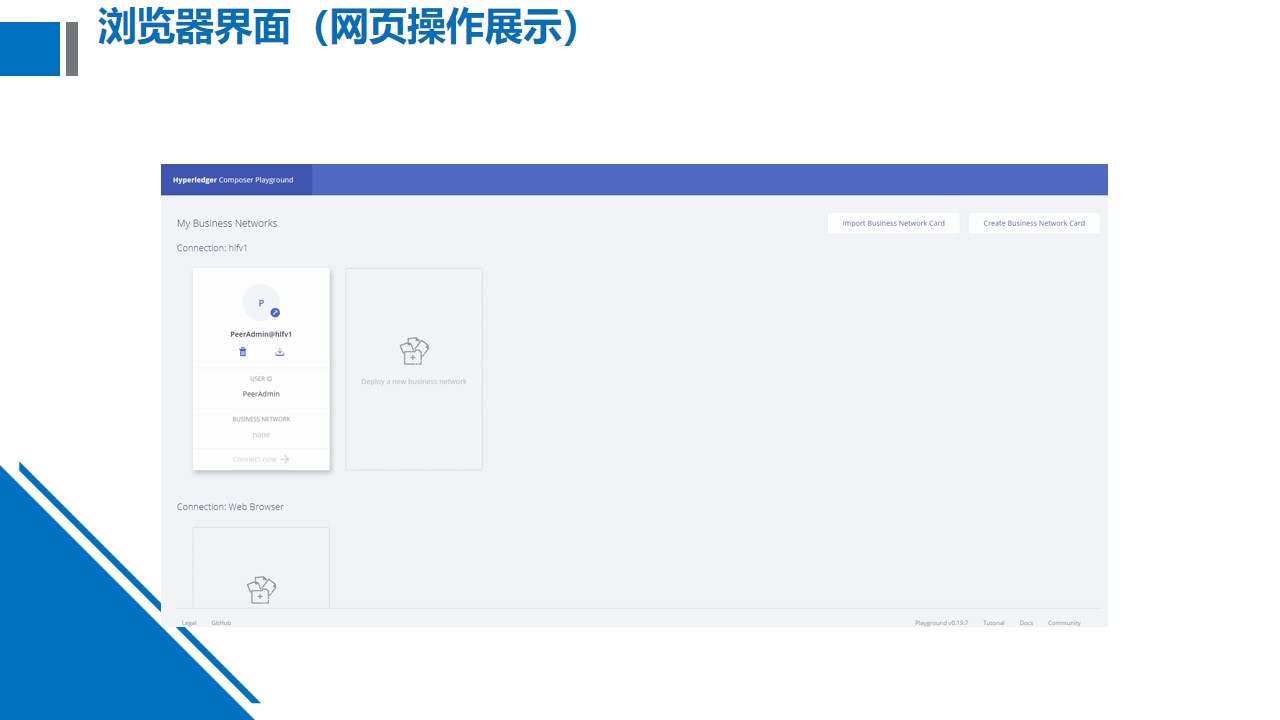 浏览器界面（网页操作展示）
Hyperledger Composer Playground
My Business Networks
Import Business Network Card
Create Business Network Card
Connection: hlfv1
P
PeerAdmin@hlfv1
USER ID
PeerAdmin
BUSINESS NETWORK
none
Connect now
Deploy a new business network
Connection: Web Browser
Legal
GitHub
Playground v0.19.7
Tutorial
Docs
Community